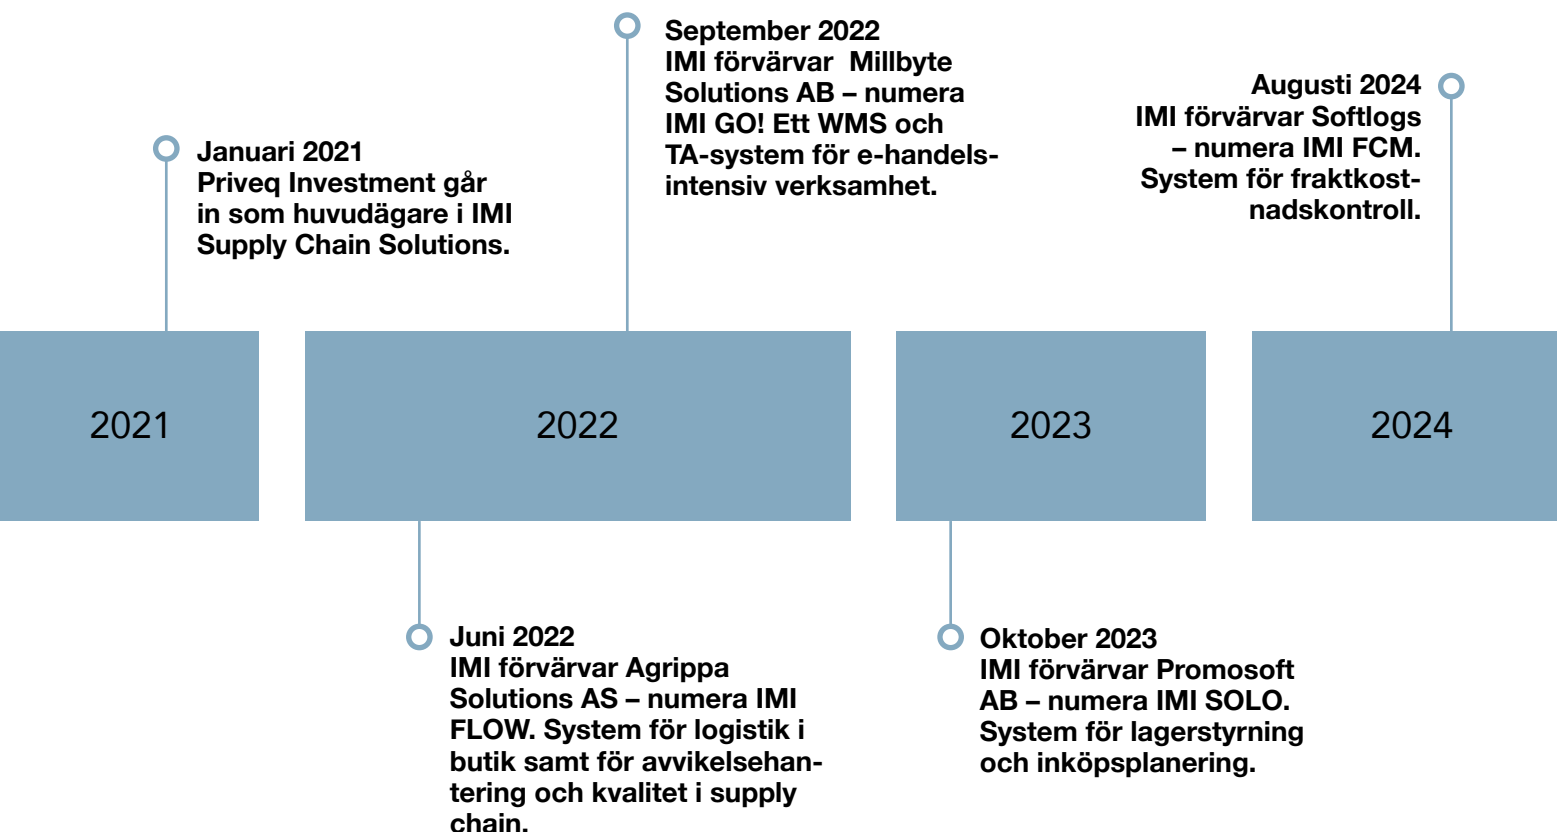 September 2022
IMI förvärvar  Millbyte
Solutions AB – numera
IMI GO! Ett WMS och
TA-system för e-handels-
intensiv verksamhet.
Augusti 2024
IMI förvärvar Softlogs
– numera IMI FCM.
System för fraktkost-
nadskontroll.
Januari 2021
Priveq Investment går
in som huvudägare i IMI
Supply Chain Solutions.
2021
2022
2023
2024
Juni 2022
IMI förvärvar Agrippa
Solutions AS – numera IMI
FLOW. System för logistik i
butik samt för avvikelsehan-
tering och kvalitet i supply
chain.
Oktober 2023
IMI förvärvar Promosoft
AB – numera IMI SOLO.
System för lagerstyrning
och inköpsplanering.